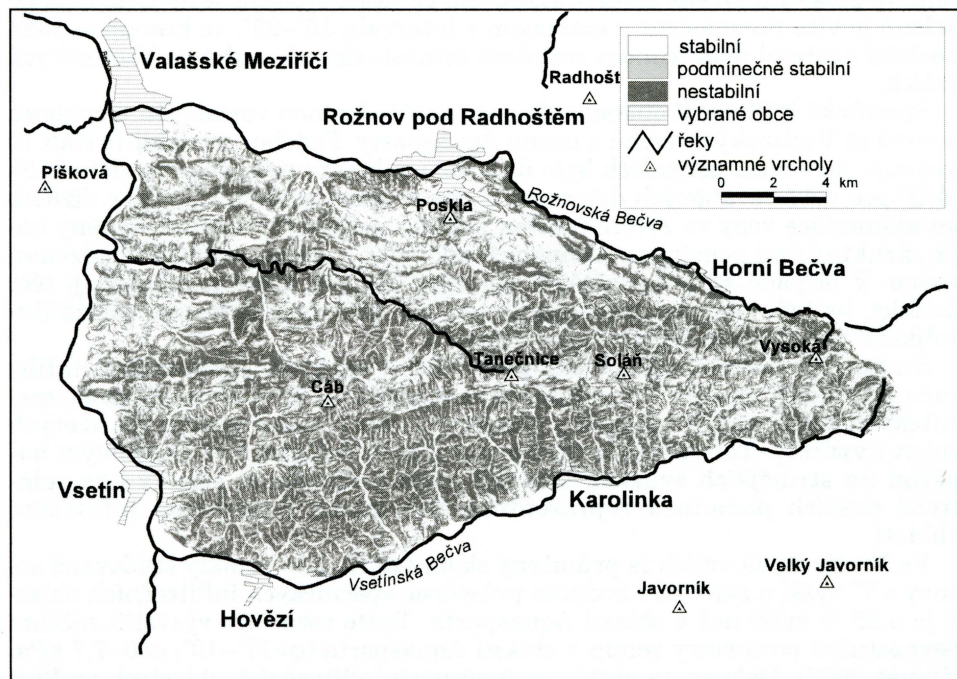 Valašské Meziříčí
Radhošť
Rožnov pod Radhoštěm
Píšková
Poskla
Rožnovská Bečva
Horní Bečva
Tanečnice
Soláň
Vysoká
Cáb
Vsetín
Karolinka
Vsetínská Bečva
Hovězí
Javorník
Velký Javorník
stabilní
podmínečně stabilní
nestabilní
vybrané obce
řeky
významné vrcholy
0 2 4 km